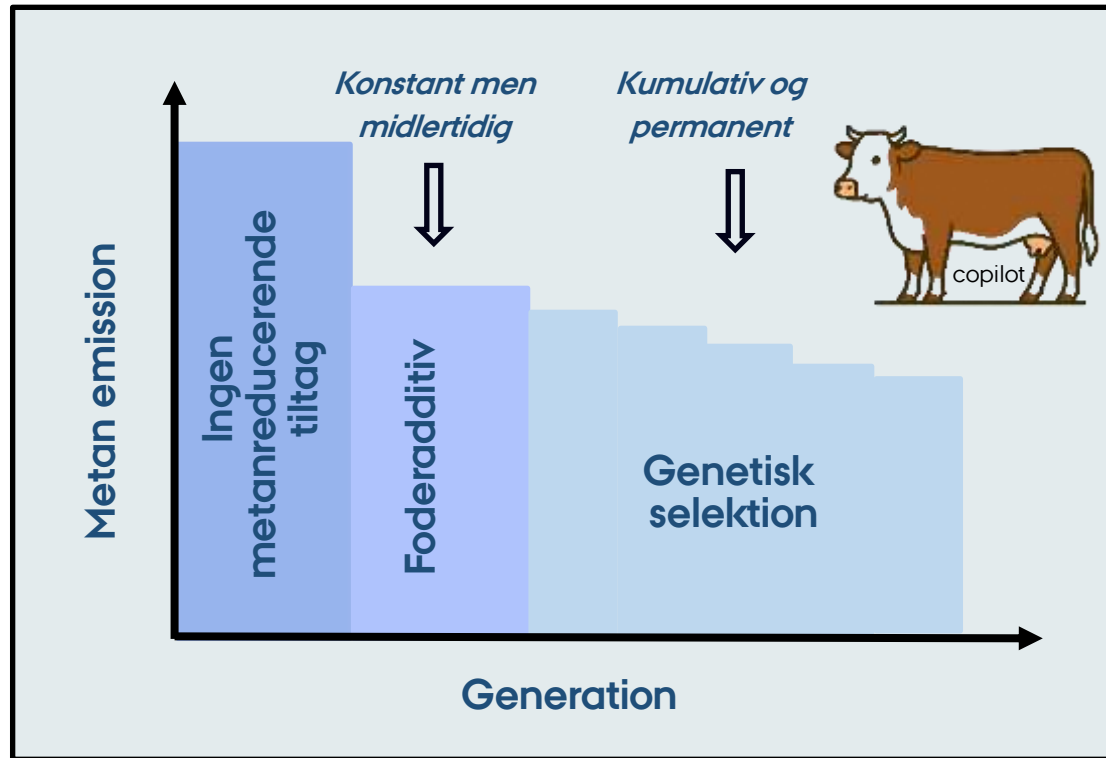 Konstant men
midlertidig
Kumulativ og
permanent
copilot
Metan emission
Ingen
metanreducerende
tiltag
Foderadditiv
Genetisk
selektion
Generation